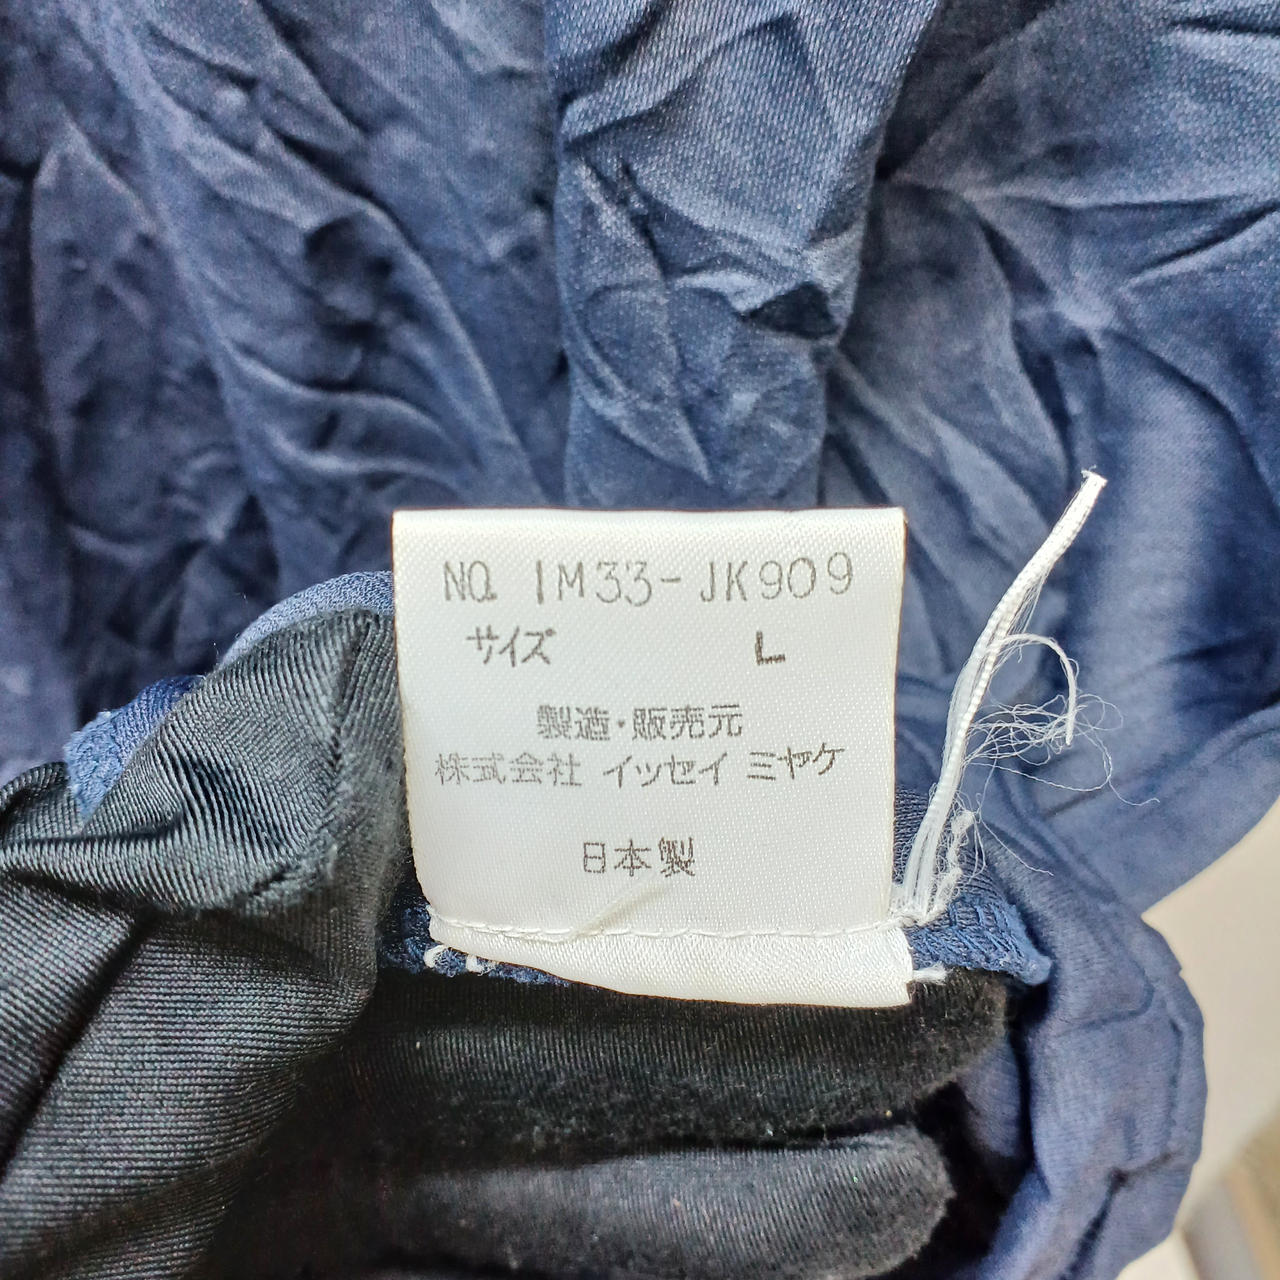 NO. IM33-JK909
サイズ L
製造・販売元
株式会社 イッセイ ミヤケ
日本製